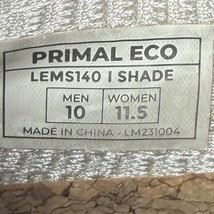 PRIMAL ECO
LEMS140 | SHADE
MEN WOMEN
10 11.5
MADE IN CHINA - LM231004